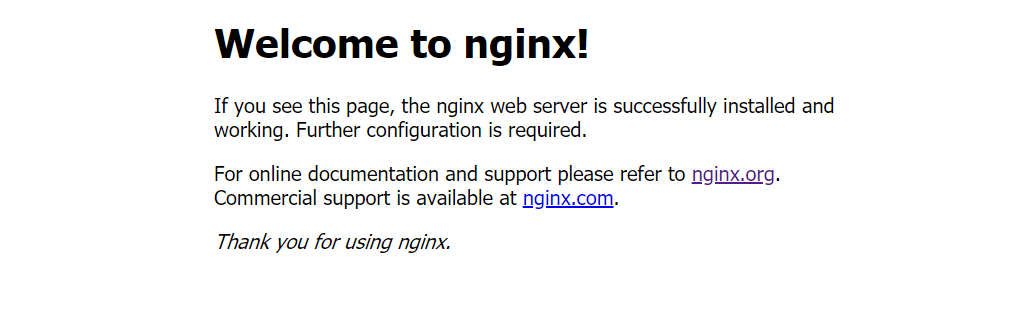 Welcome to nginx!
If you see this page, the nginx web server is successfully installed and
working. Further configuration is required.
For online documentation and support please refer to nginx.org.
Commercial support is available at nginx.com.
Thank you for using nginx.